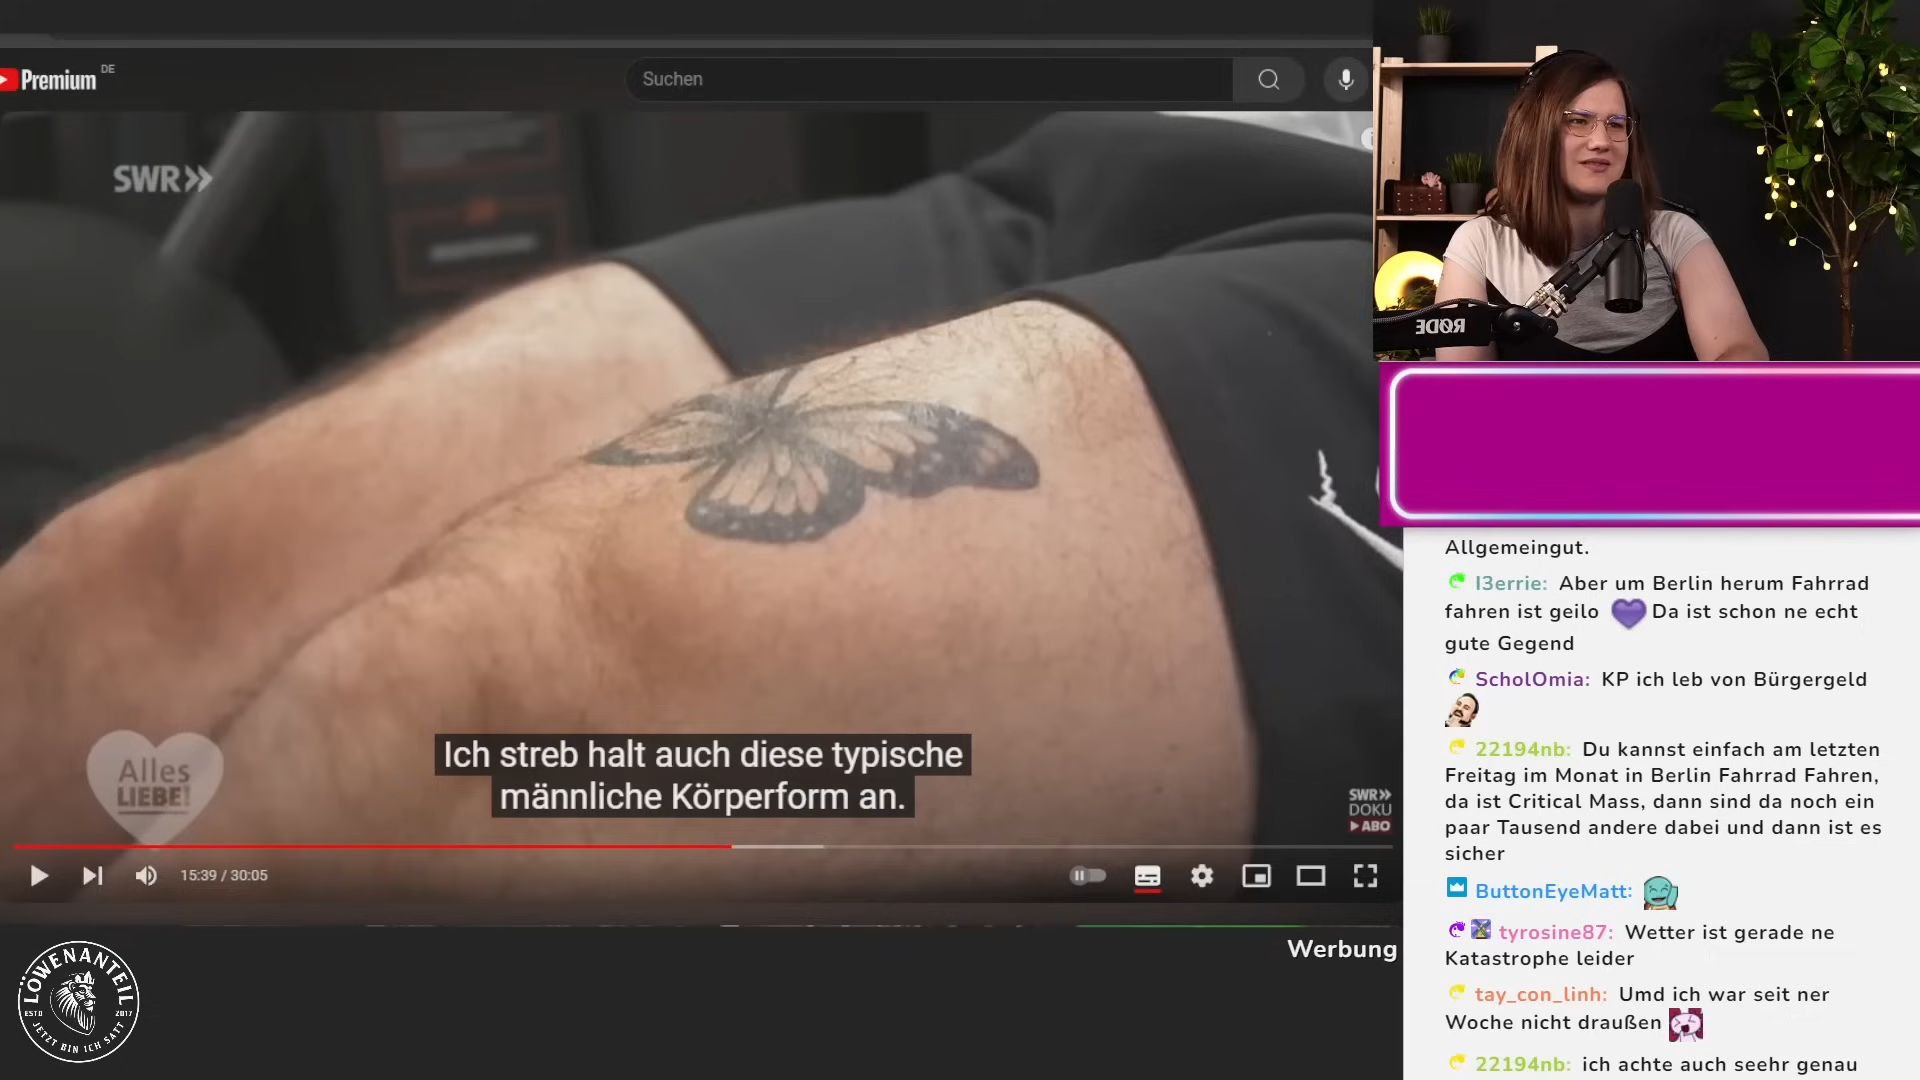 Premium DE
Suchen
SWR
RØDE
Ich streb halt auch diese typische
männliche Körperform an.
Alles
LIEBE!
SWR
DOKU
ABO
15:39 / 30:05
Werbung
LÖWENANTEIL
ESTD 2017
JETZT BIN ICH SATT
Allgemeingut.
l3errie: Aber um Berlin herum Fahrrad
fahren ist geilo Da ist schon ne echt
gute Gegend
ScholOmia: KP ich leb von Bürgergeld
22194nb: Du kannst einfach am letzten
Freitag im Monat in Berlin Fahrrad Fahren,
da ist Critical Mass, dann sind da noch ein
paar Tausend andere dabei und dann ist es
sicher
ButtonEyeMatt:
tyrosine87: Wetter ist gerade ne
Katastrophe leider
tay_con_linh: Umd ich war seit ner
Woche nicht draußen
22194nb: ich achte auch seehr genau